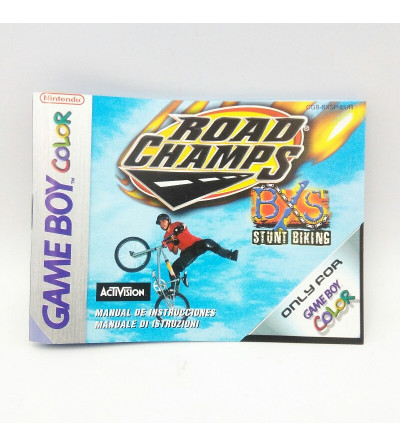 Nintendo
GAME BOY COLOR
TM
ROAD
CHAMPS
BXS
STUNT BIKING
ACTIVISION
MANUAL DE INSTRUCCIONES
MANUALE DI ISTRUZIONI
ONLY FOR
GAME BOY
COLOR